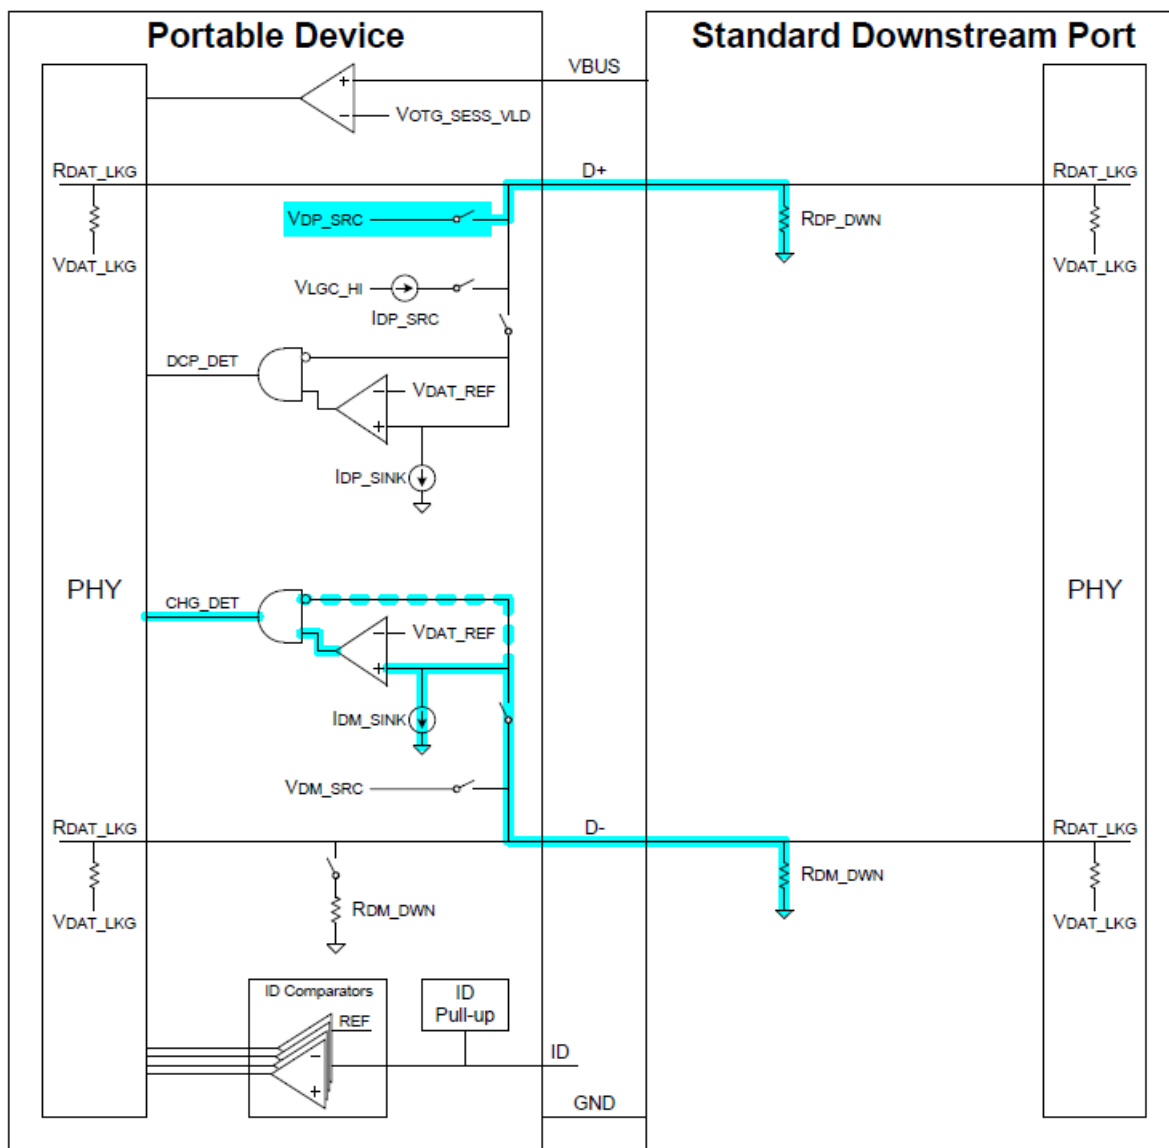 Portable Device
Standard Downstream Port
VBUS
+
−
VOTG_SESS_VLD
RDAT_LKG
D+
RDAT_LKG
VDP_SRC
RDP_DWN
VDAT_LKG
VDAT_LKG
VLGC_HI
IDP_SRC
DCP_DET
VDAT_REF
−
+
IDP_SINK
PHY
PHY
CHG_DET
VDAT_REF
−
+
IDM_SINK
VDM_SRC
RDAT_LKG
D-
RDAT_LKG
RDM_DWN
RDM_DWN
VDAT_LKG
VDAT_LKG
ID Comparators
REF
−
+
ID
Pull-up
ID
GND